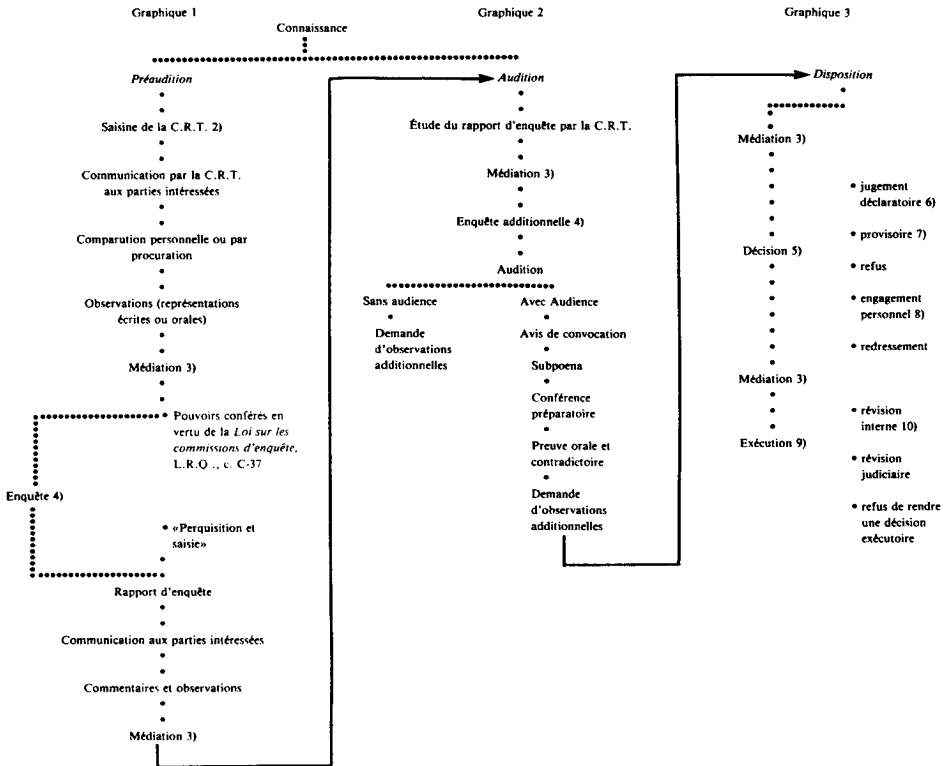 Graphique 1
Connaissance
Préaudition
Saisine de la C.R.T. 2)
Communication par la C.R.T.
aux parties intéressées
Comparution personnelle ou par
procuration
Observations (représentations
écrites ou orales)
Médiation 3)
• Pouvoirs conférés en
vertu de la Loi sur les
commissions d'enquête,
L.R.Q ., c. C-37
Enquête 4)
• «Perquisition et
saisie»
Rapport d'enquête
Communication aux parties intéressées
Commentaires et observations
Médiation 3)
Graphique 2
Audition
Étude du rapport d'enquête par la C.R.T.
Médiation 3)
Enquête additionnelle 4)
Audition
Sans audience
Demande
d'observations
additionnelles
Avec Audience
Avis de convocation
Subpoena
Conférence
préparatoire
Preuve orale et
contradictoire
Demande
d'observations
additionnelles
Graphique 3
Disposition
Médiation 3)
• jugement
déclaratoire 6)
• provisoire 7)
Décision 5)
• refus
• engagement
personnel 8)
• redressement
Médiation 3)
• révision
interne 10)
Exécution 9)
• révision
judiciaire
• refus de rendre
une décision
exécutoire